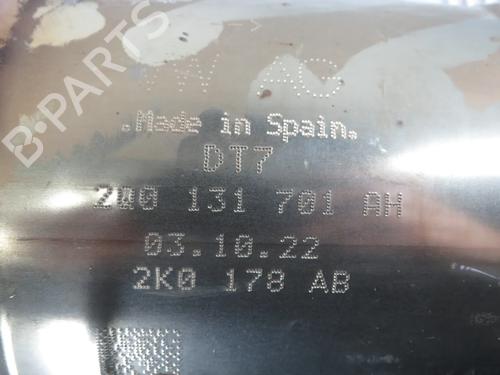 VW AG
.Made in Spain.
DT7
2Q0 131 701 AH
03.10.22
2K0 178 AB